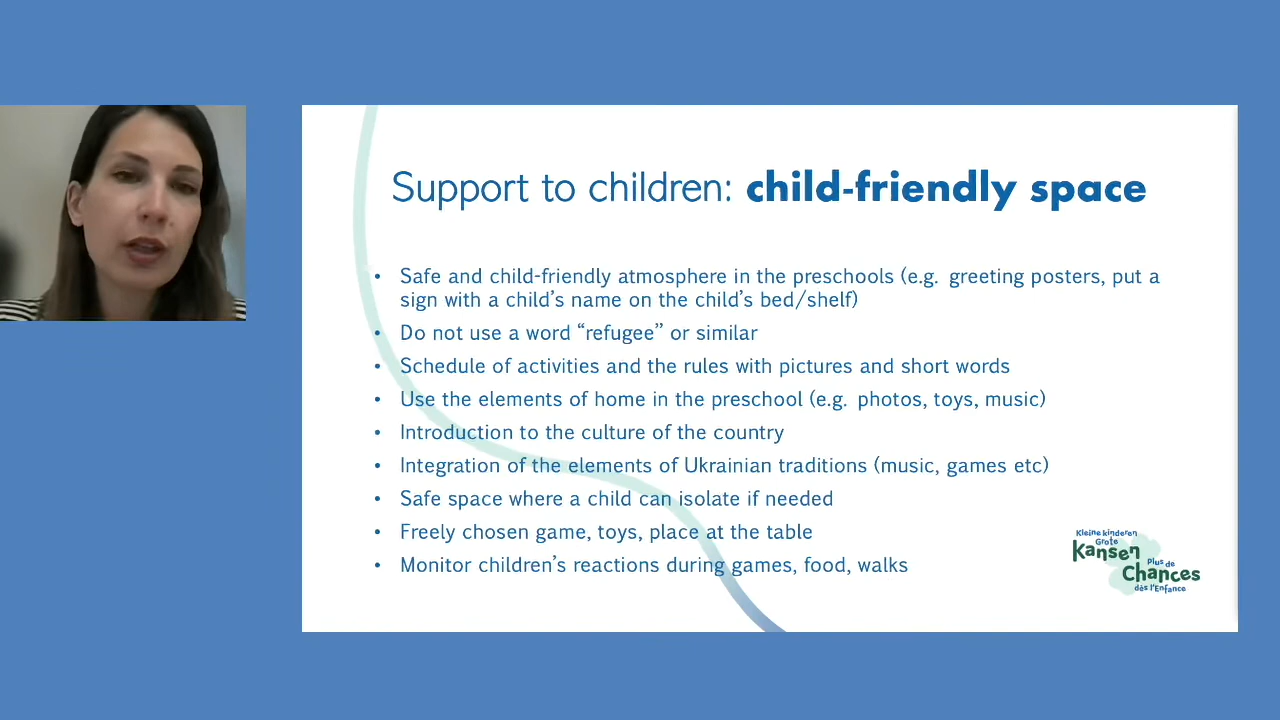 Support to children: child-friendly space
• Safe and child-friendly atmosphere in the preschools (e.g. greeting posters, put a
sign with a child's name on the child's bed/shelf)
• Do not use a word “refugee” or similar
• Schedule of activities and the rules with pictures and short words
• Use the elements of home in the preschool (e.g. photos, toys, music)
• Introduction to the culture of the country
• Integration of the elements of Ukrainian traditions (music, games etc)
• Safe space where a child can isolate if needed
• Freely chosen game, toys, place at the table
• Monitor children's reactions during games, food, walks
Kleine kinderen
Grote
Kansen
Plus de
Chances
dès l'Enfance